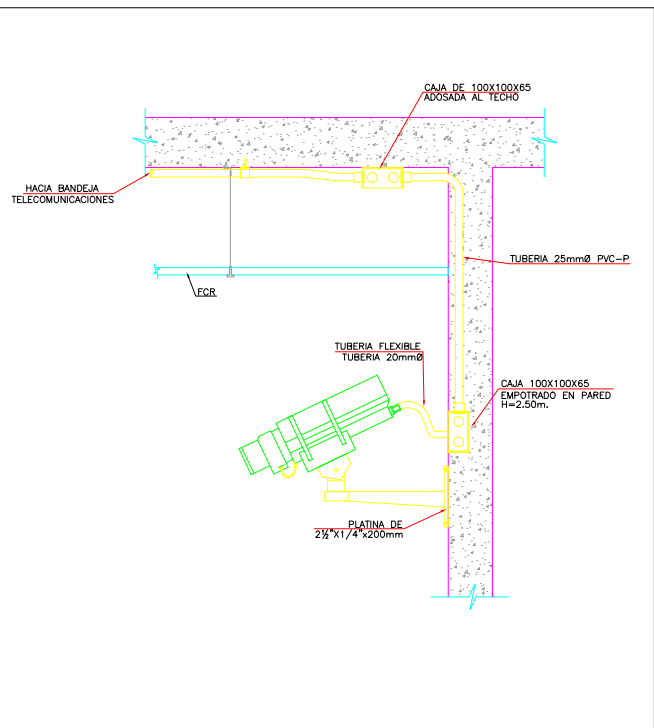 CAJA DE 100X100X65
ADOSADA AL TECHO
HACIA BANDEJA
TELECOMUNICACIONES
TUBERIA 25mmØ PVC-P
FCR
TUBERIA FLEXIBLE
TUBERIA 20mmØ
CAJA 100X100X65
EMPOTRADO EN PARED
H=2.50m.
PLATINA DE
2½"X1/4"x200mm